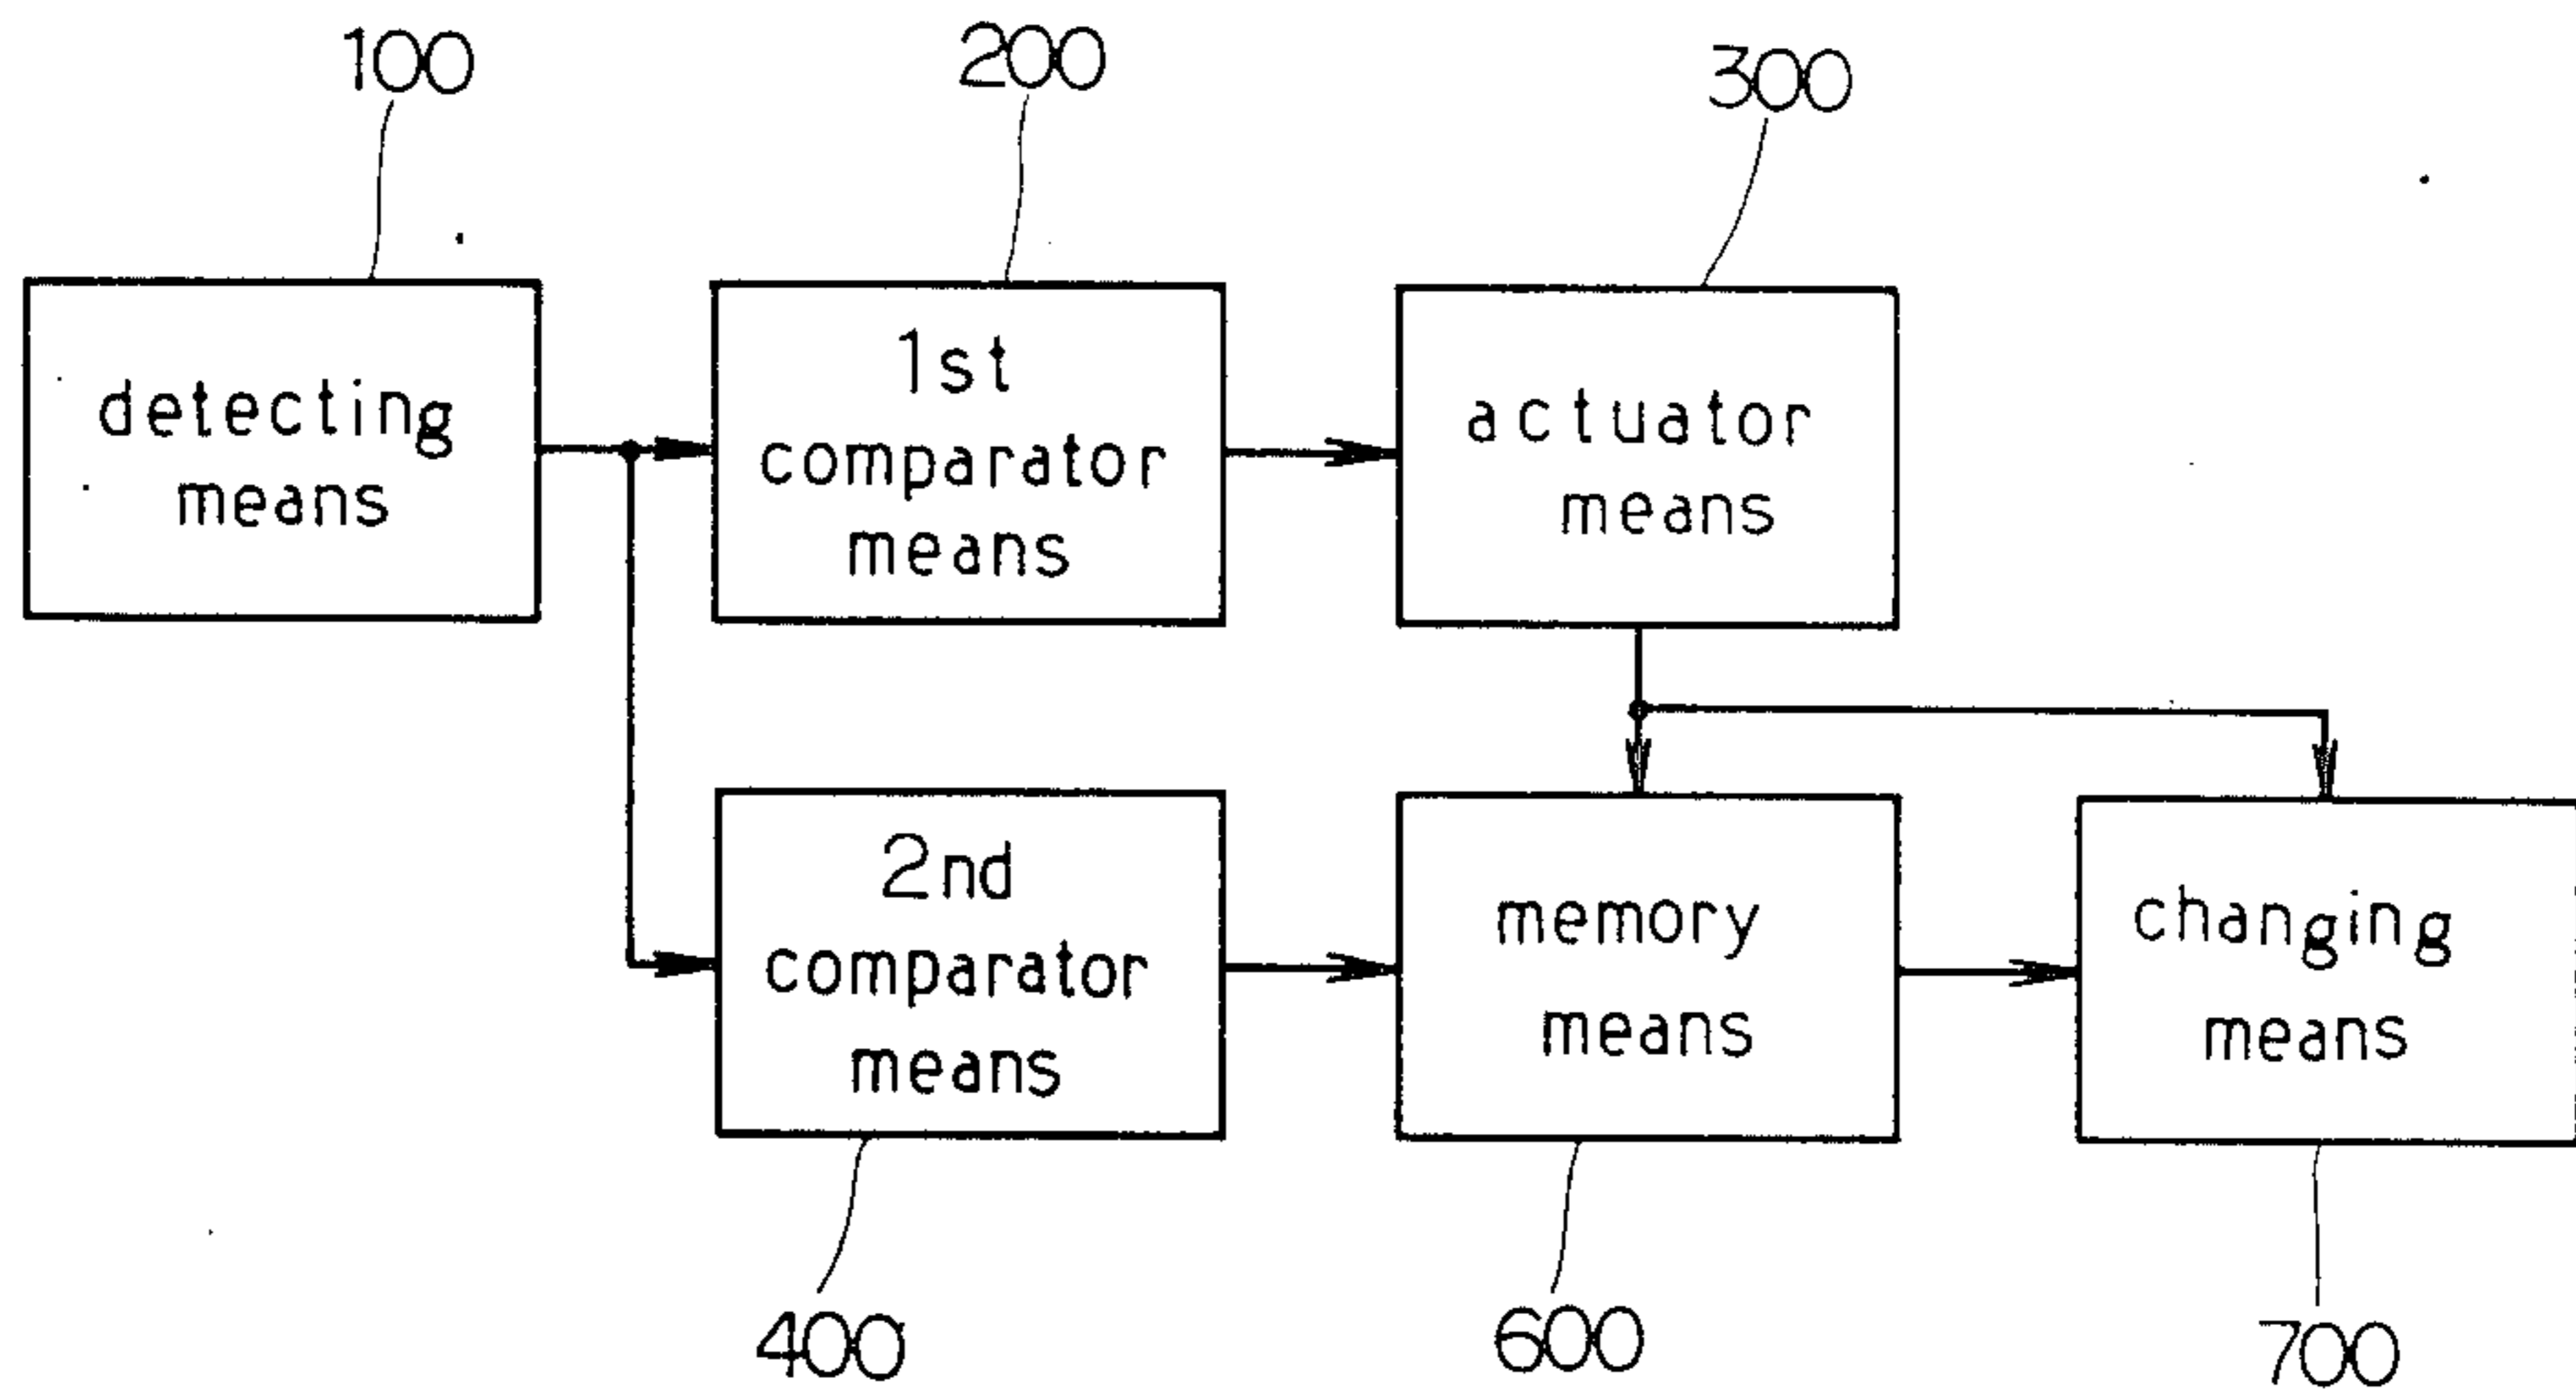 100
200
300
detecting
means
1st
comparator
means
actuator
means
2nd
comparator
means
memory
means
changing
means
400
600
700